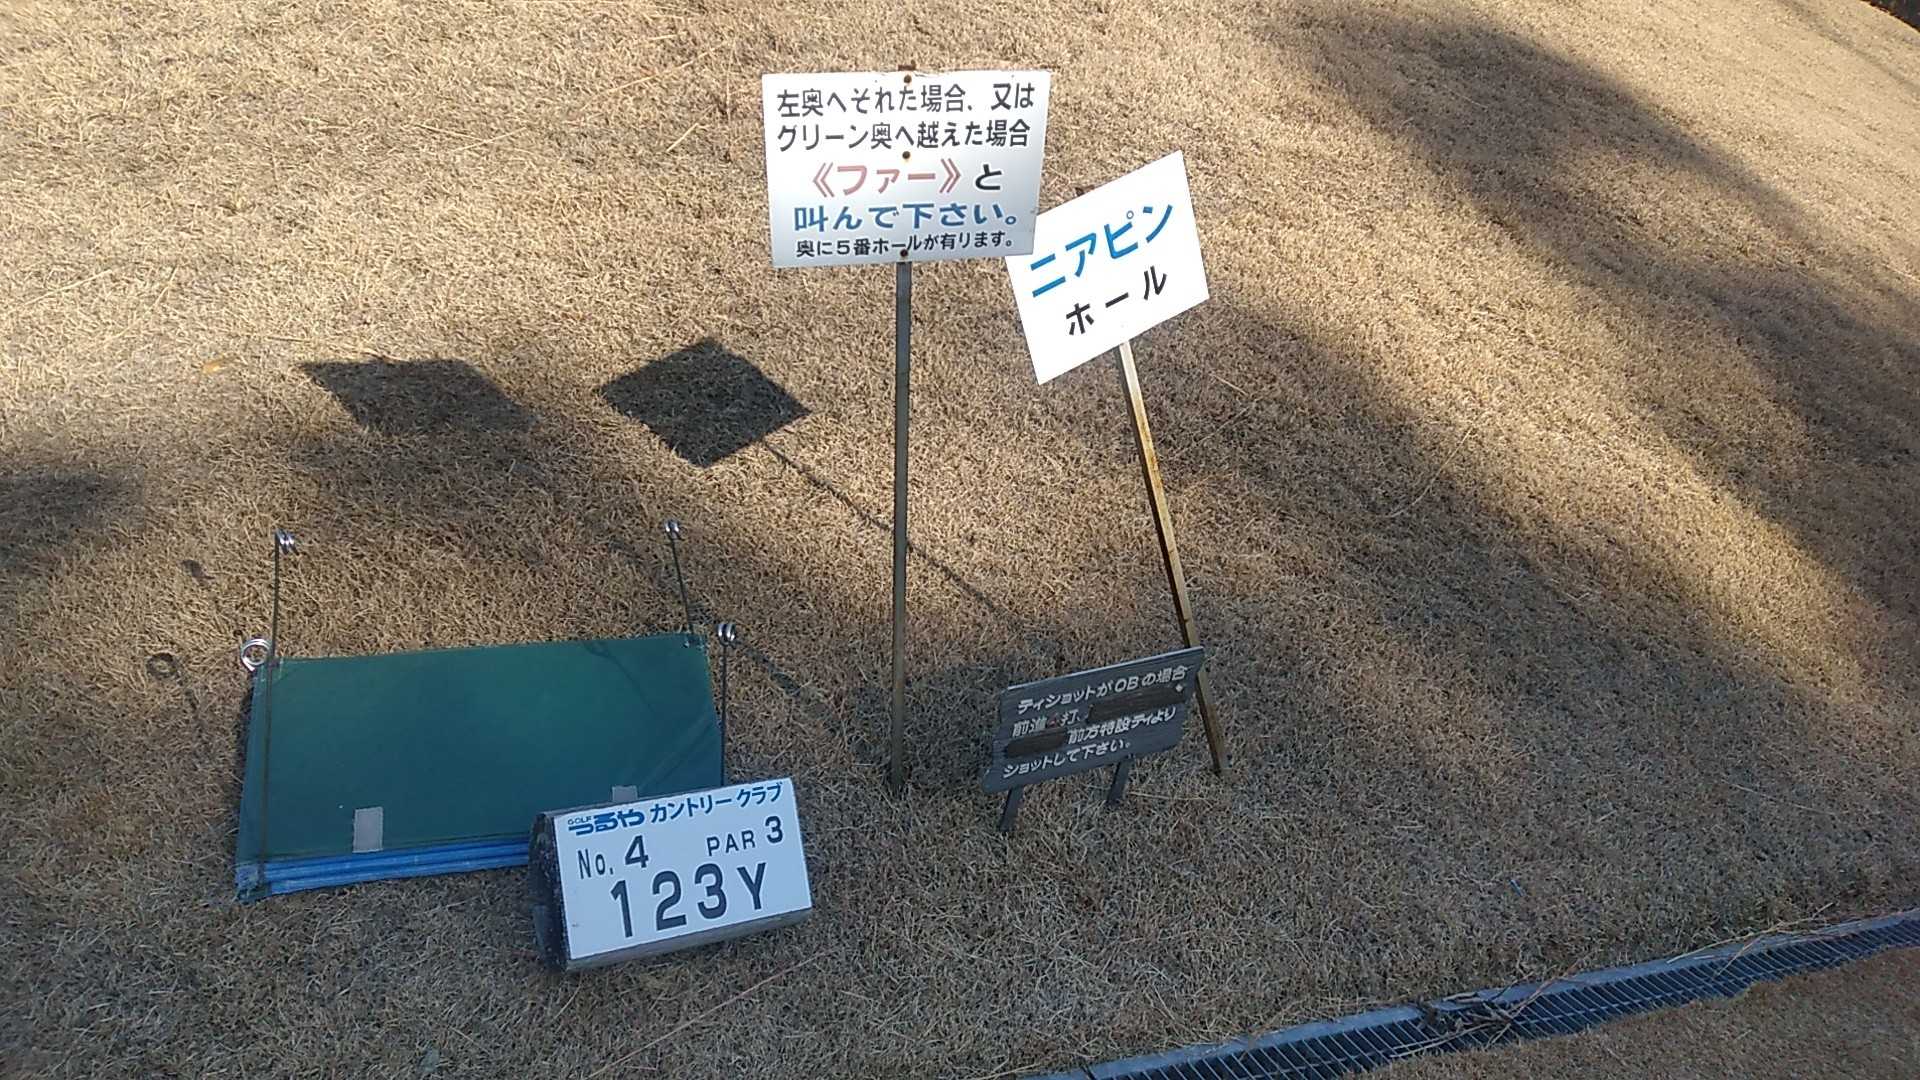 左奥へそれた場合、又は
グリーン奥へ越えた場合
《ファー》と
叫んで下さい。
奥に5番ホールが有ります。
ニアピン
ホール
ティショットがOBの場合
前進 打、
前方特設ティより
ショットして下さい。
GOLF つるや カントリークラブ
No. 4 PAR 3
123Y